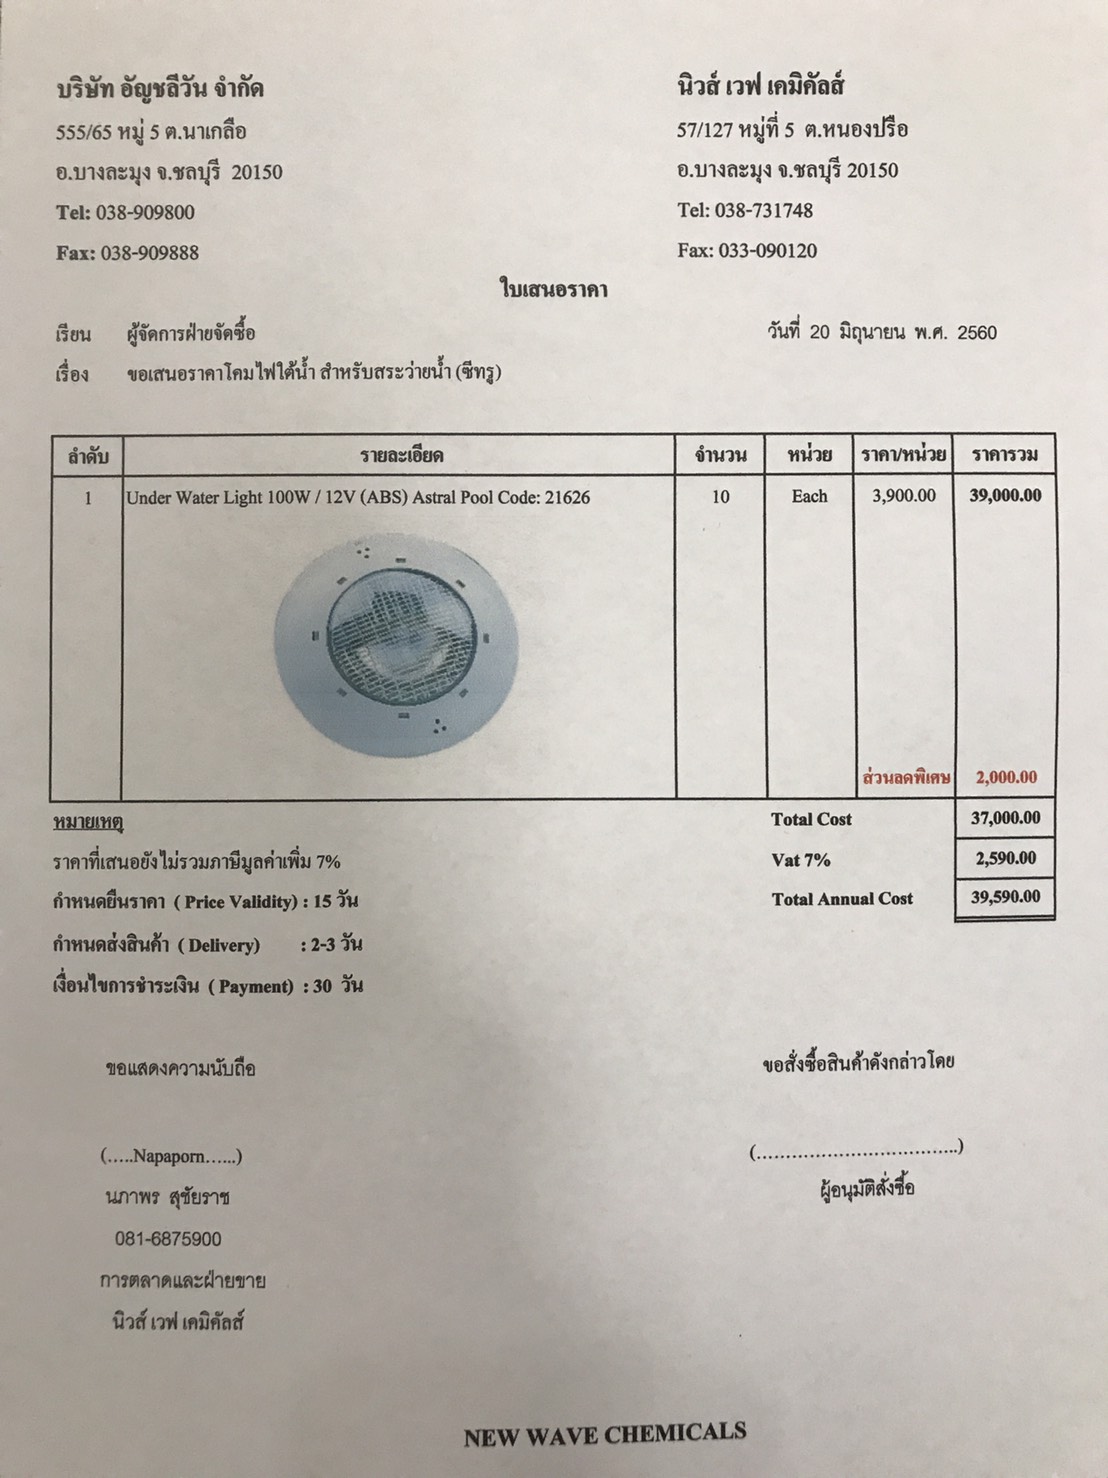 บริษัท อัญชลีวัน จำกัด
555/65 หมู่ 5 ต.นาเกลือ
อ.บางละมุง จ.ชลบุรี 20150
Tel: 038-909800
Fax: 038-909888
นิวส์ เวฟ เคมิคัลส์
57/127 หมู่ที่ 5 ต.หนองปรือ
อ.บางละมุง จ.ชลบุรี 20150
Tel: 038-731748
Fax: 033-090120
ใบเสนอราคา
เรียน ผู้จัดการฝ่ายจัดซื้อ วันที่ 20 มิถุนายน พ.ศ. 2560
เรื่อง ขอเสนอราคาโคมไฟใต้น้ำ สำหรับสระว่ายน้ำ (ซีทรู)
ลำดับ รายละเอียด จำนวน หน่วย ราคา/หน่วย ราคารวม
1 Under Water Light 100W / 12V (ABS) Astral Pool Code: 21626 10 Each 3,900.00 39,000.00
ส่วนลดพิเศษ 2,000.00
หมายเหตุ Total Cost 37,000.00
ราคาที่เสนอยังไม่รวมภาษีมูลค่าเพิ่ม 7% Vat 7% 2,590.00
กำหนดยืนราคา ( Price Validity) : 15 วัน Total Annual Cost 39,590.00
กำหนดส่งสินค้า ( Delivery) : 2-3 วัน
เงื่อนไขการชำระเงิน ( Payment) : 30 วัน
ขอแสดงความนับถือ
(.....Napaporn......)
นภาพร สุชัยราช
081-6875900
การตลาดและฝ่ายขาย
นิวส์ เวฟ เคมิคัลส์
ขอสั่งซื้อสินค้าดังกล่าวโดย
(....................................)
ผู้อนุมัติสั่งซื้อ
NEW WAVE CHEMICALS